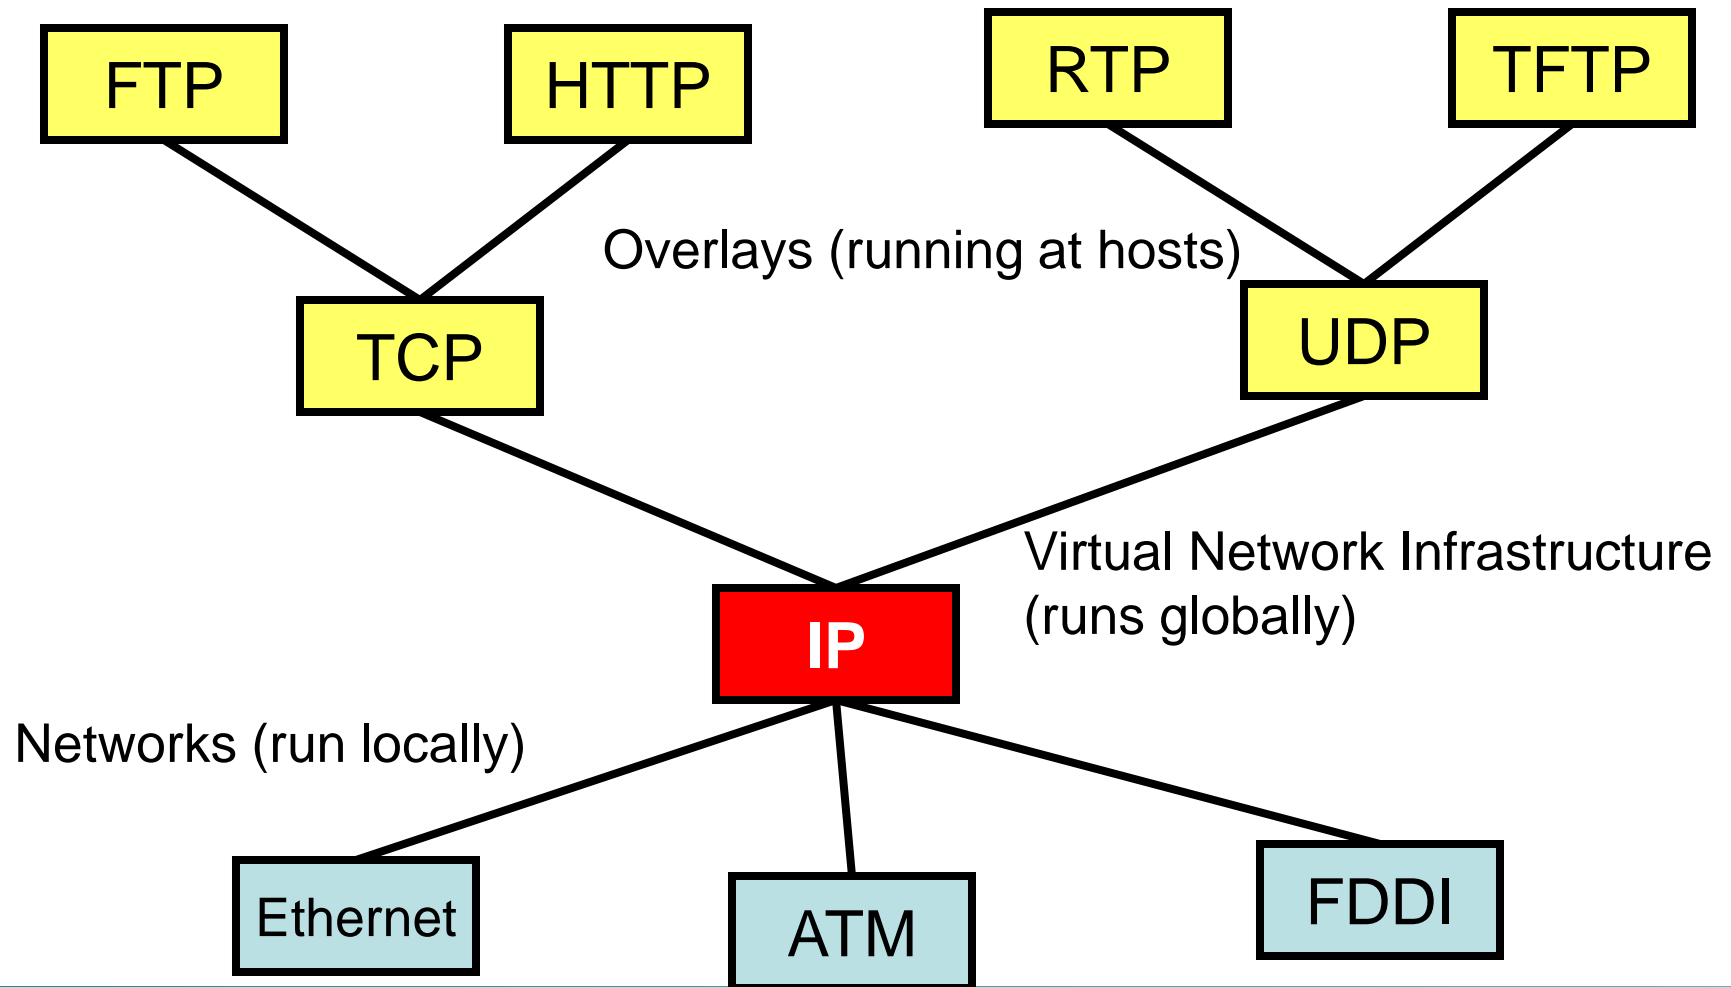 FTP
HTTP
RTP
TFTP
Overlays (running at hosts)
TCP
UDP
Virtual Network Infrastructure
(runs globally)
IP
Networks (run locally)
Ethernet
ATM
FDDI